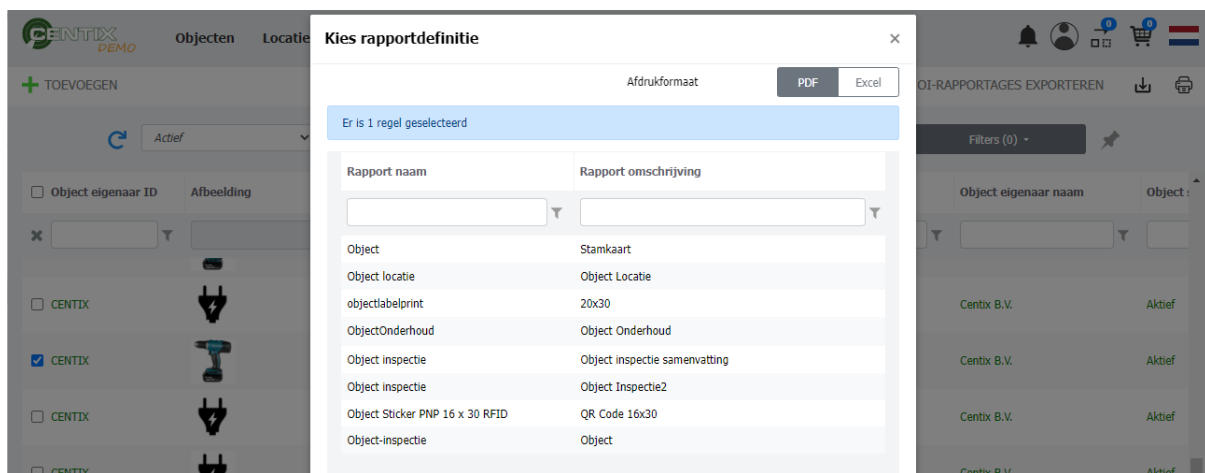 CENTIX
DEMO
Objecten
Locatie
Kies rapportdefinitie
0
0
TOEVOEGEN
Afdrukformaat
PDF
Excel
OI-RAPPORTAGES EXPORTEREN
Er is 1 regel geselecteerd
Actief
Filters (0)
Rapport naam
Rapport omschrijving
Object eigenaar ID
Afbeelding
Object eigenaar naam
Object s
Object
Stamkaart
Object locatie
Object Locatie
objectlabelprint
20x30
CENTIX
Centix B.V.
Aktief
ObjectOnderhoud
Object Onderhoud
Object inspectie
Object inspectie samenvatting
CENTIX
Centix B.V.
Aktief
Object inspectie
Object Inspectie2
Object Sticker PNP 16 x 30 RFID
QR Code 16x30
CENTIX
Centix B.V.
Aktief
Object-inspectie
Object
CENTIX
Centix B.V.
Aktief